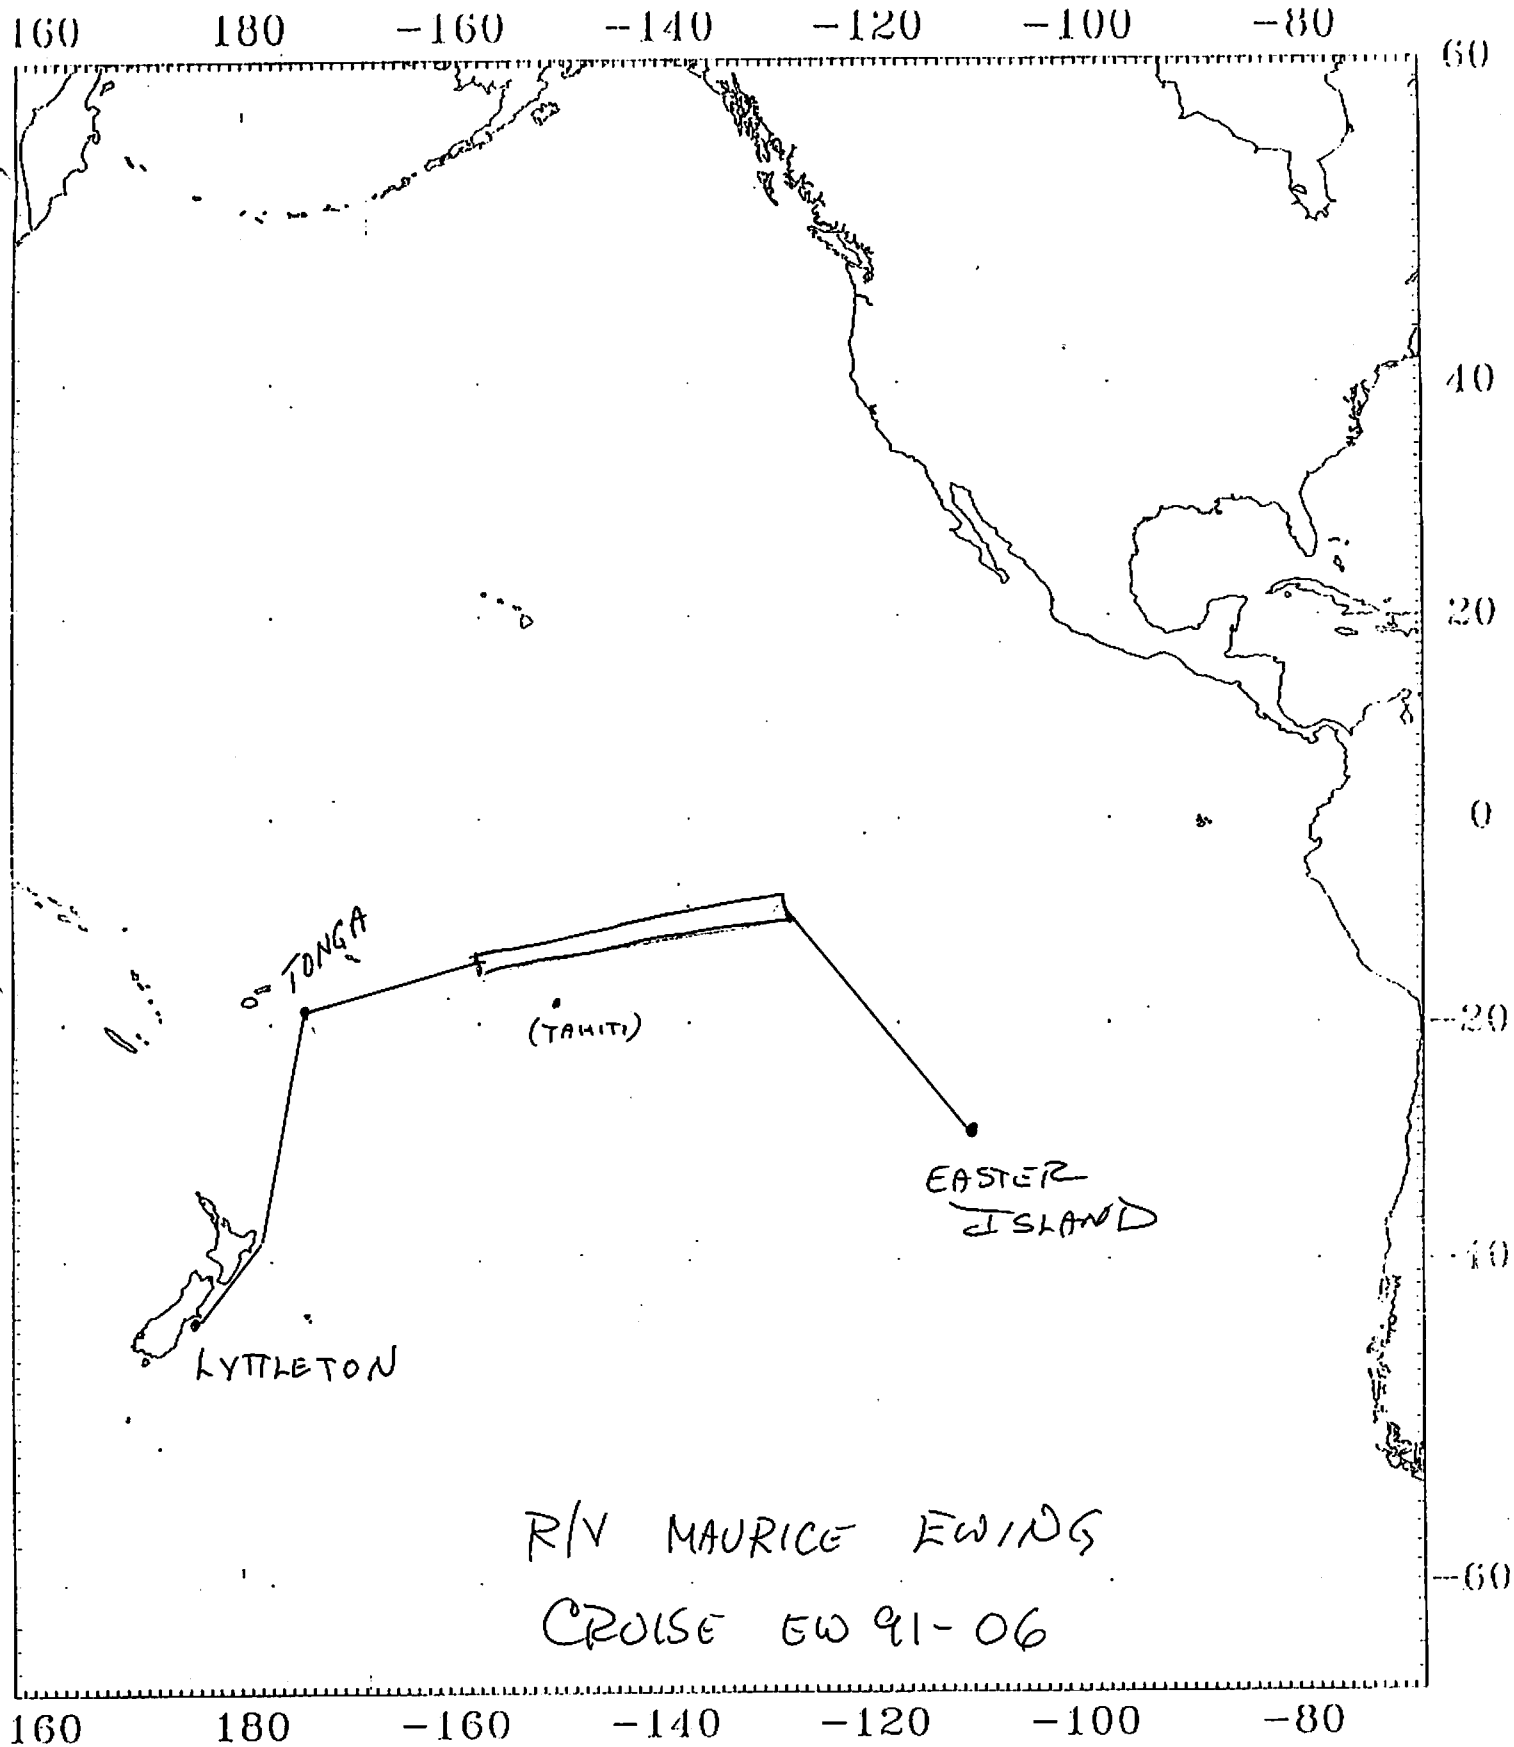 160 180 -160 -140 -120 -100 -80
60
40
20
0
TONGA
-20
(TAHITI)
EASTER
ISLAND
-40
LYTTLETON
R/V MAURICE EWING
-60
CRUISE EW 91-06
160 180 -160 -140 -120 -100 -80